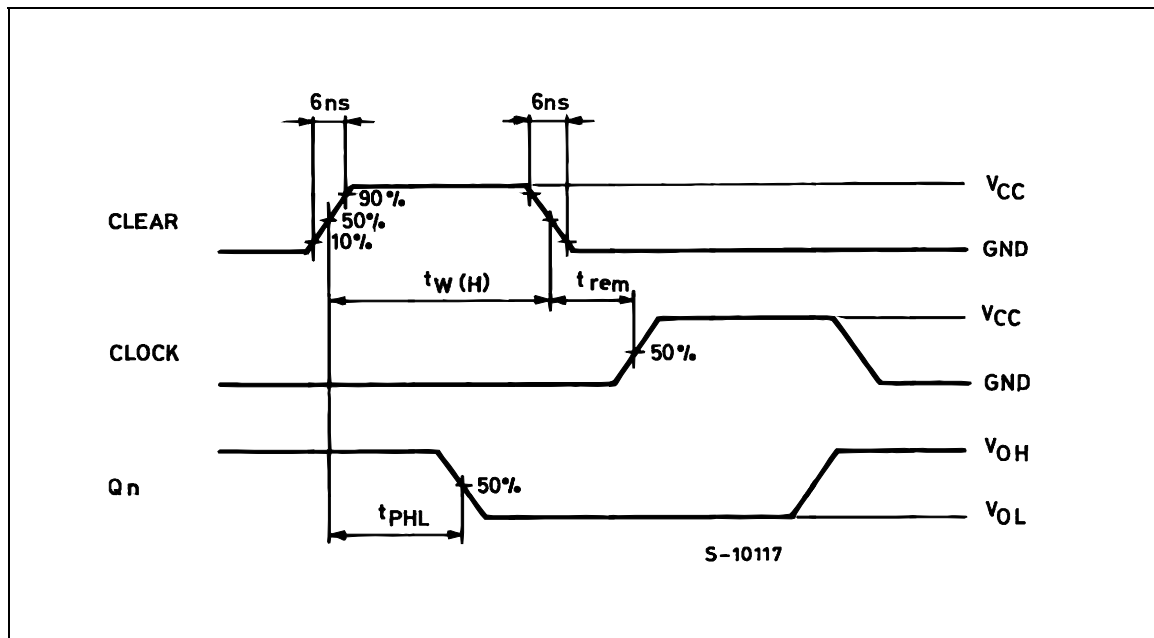 6ns 6ns
VCC
90%
CLEAR 50%
10%
GND
tW(H) trem
VCC
CLOCK 50%
GND
VOH
Qn 50%
tPHL
VOL
S-10117